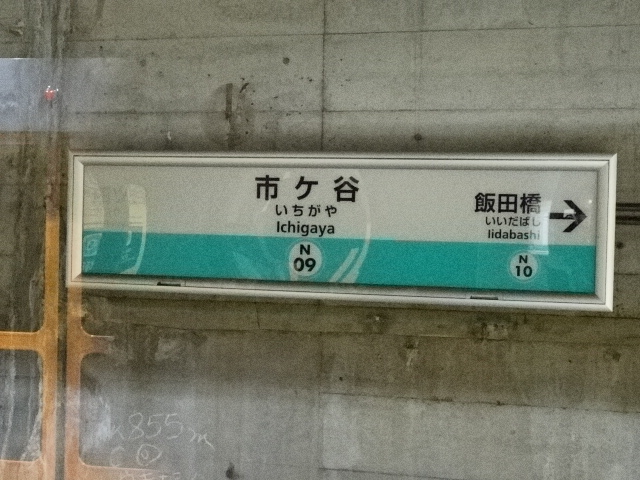 市ケ谷
いちがや
Ichigaya
N
09
飯田橋
いいだばし
Iidabashi
N
10
855m